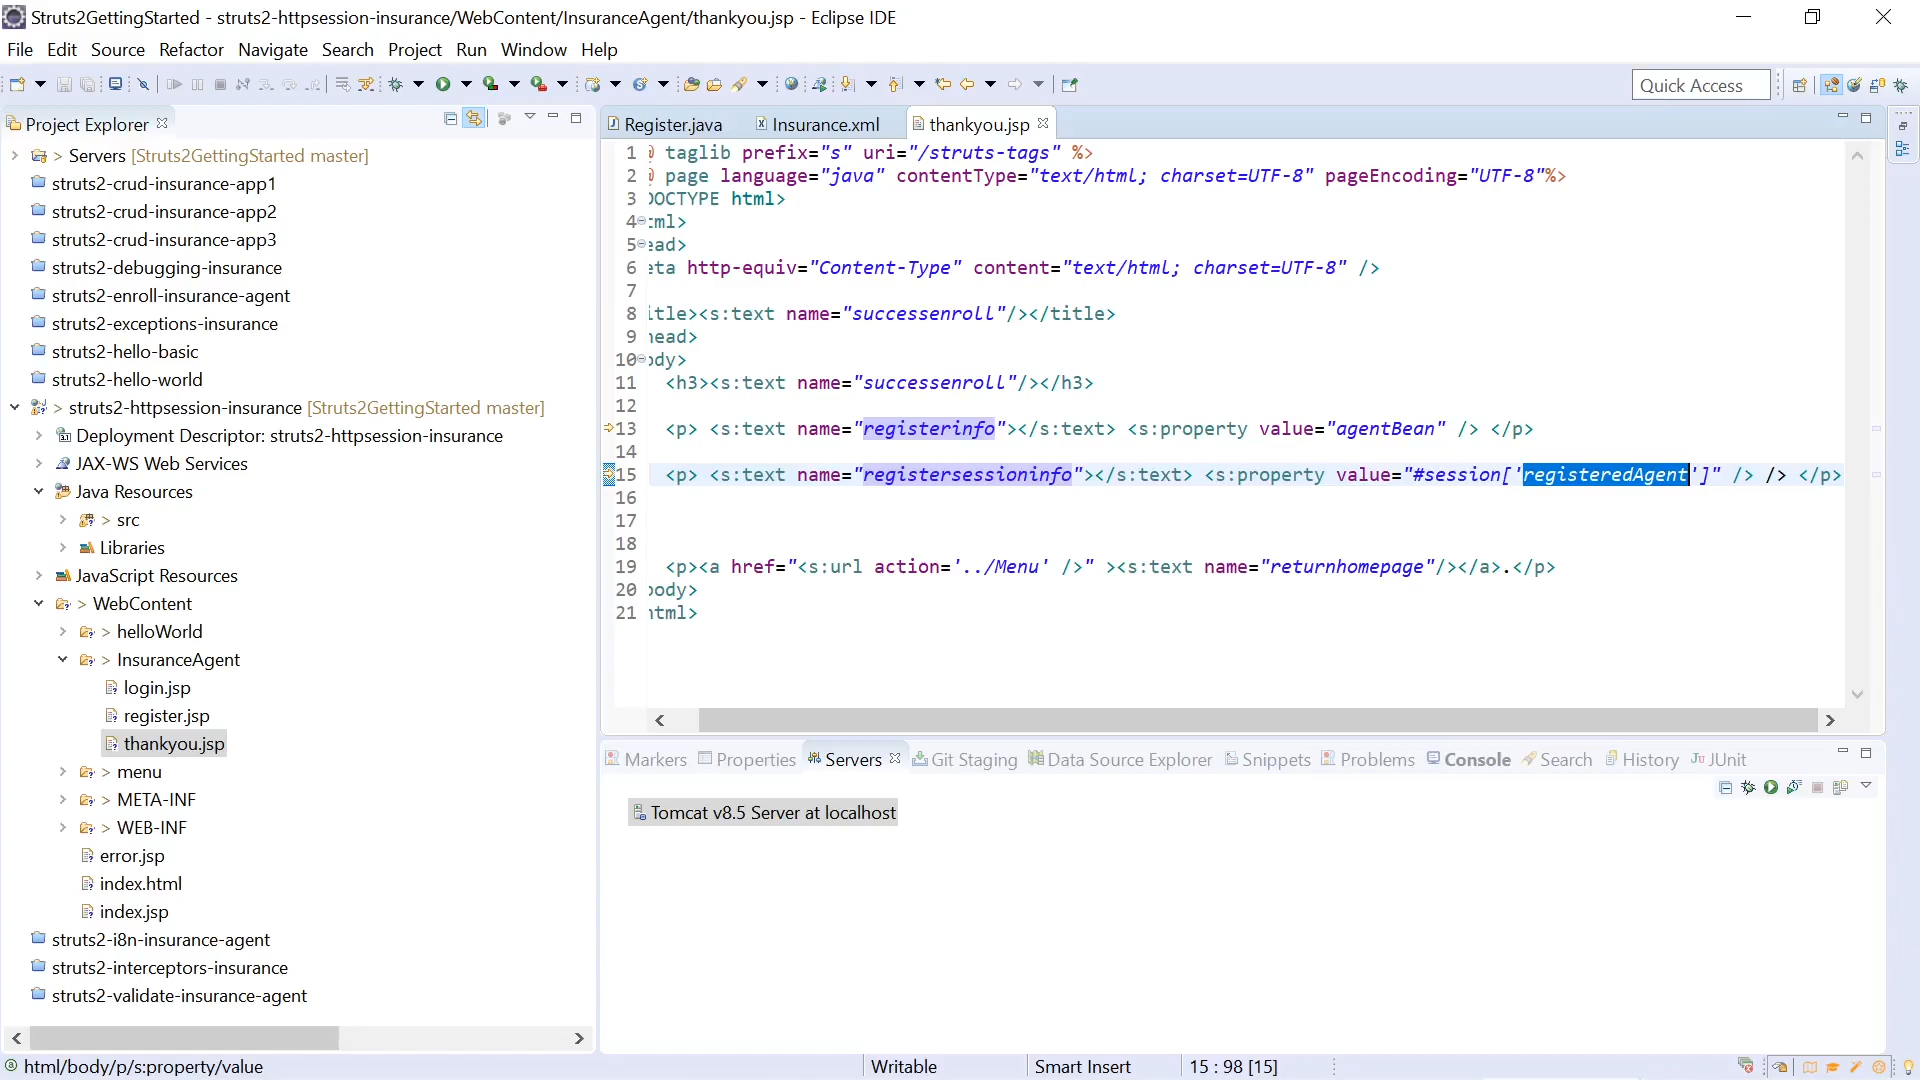 Struts2GettingStarted - struts2-httpsession-insurance/WebContent/InsuranceAgent/thankyou.jsp - Eclipse IDE
File Edit Source Refactor Navigate Search Project Run Window Help
Quick Access
Project Explorer
> Servers [Struts2GettingStarted master]
struts2-crud-insurance-app1
struts2-crud-insurance-app2
struts2-crud-insurance-app3
struts2-debugging-insurance
struts2-enroll-insurance-agent
struts2-exceptions-insurance
struts2-hello-basic
struts2-hello-world
> struts2-httpsession-insurance [Struts2GettingStarted master]
Deployment Descriptor: struts2-httpsession-insurance
JAX-WS Web Services
Java Resources
> src
Libraries
JavaScript Resources
> WebContent
> helloWorld
> InsuranceAgent
login.jsp
register.jsp
thankyou.jsp
> menu
> META-INF
> WEB-INF
error.jsp
index.html
index.jsp
struts2-i8n-insurance-agent
struts2-interceptors-insurance
struts2-validate-insurance-agent
Register.java Insurance.xml thankyou.jsp
1 taglib prefix="s" uri="/struts-tags" %>
2 page language="java" contentType="text/html; charset=UTF-8" pageEncoding="UTF-8"%>
3 OCTYPE html>
4 ml>
5 ead>
6 eta http-equiv="Content-Type" content="text/html; charset=UTF-8" />
7
8 itle><s:text name="successenroll"/></title>
9 head>
10 ody>
11 <h3><s:text name="successenroll"/></h3>
12
13 <p> <s:text name="registerinfo"></s:text> <s:property value="agentBean" /> </p>
14
15 <p> <s:text name="registersessioninfo"></s:text> <s:property value="#session['registeredAgent']" /> /> </p>
16
17
18
19 <p><a href="<s:url action='../Menu' />" ><s:text name="returnhomepage"/></a>.</p>
20 body>
21 html>
Markers Properties Servers Git Staging Data Source Explorer Snippets Problems Console Search History JUnit
Tomcat v8.5 Server at localhost
html/body/p/s:property/value Writable Smart Insert 15 : 98 [15]